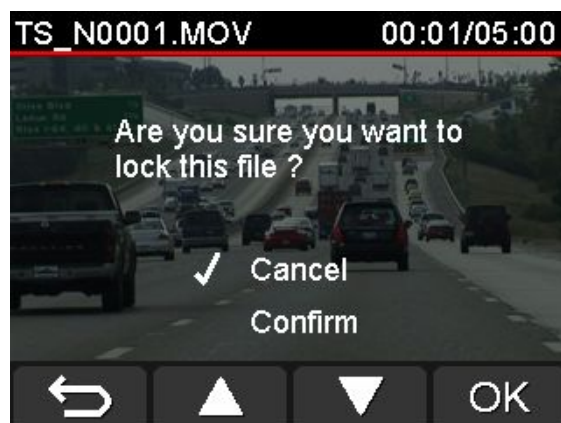 TS_N0001.MOV 00:01/05:00
Are you sure you want to
lock this file ?
Cancel
Confirm
OK